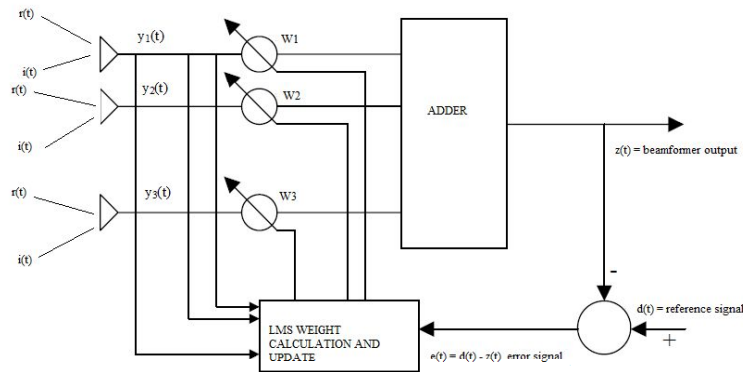 r(t)
y1(t)
W1
i(t)
r(t)
y2(t)
W2
ADDER
i(t)
z(t) = beamformer output
r(t)
y3(t)
W3
i(t)
-
d(t) = reference signal
+
LMS WEIGHT
CALCULATION AND
UPDATE
e(t) = d(t) - z(t) error signal